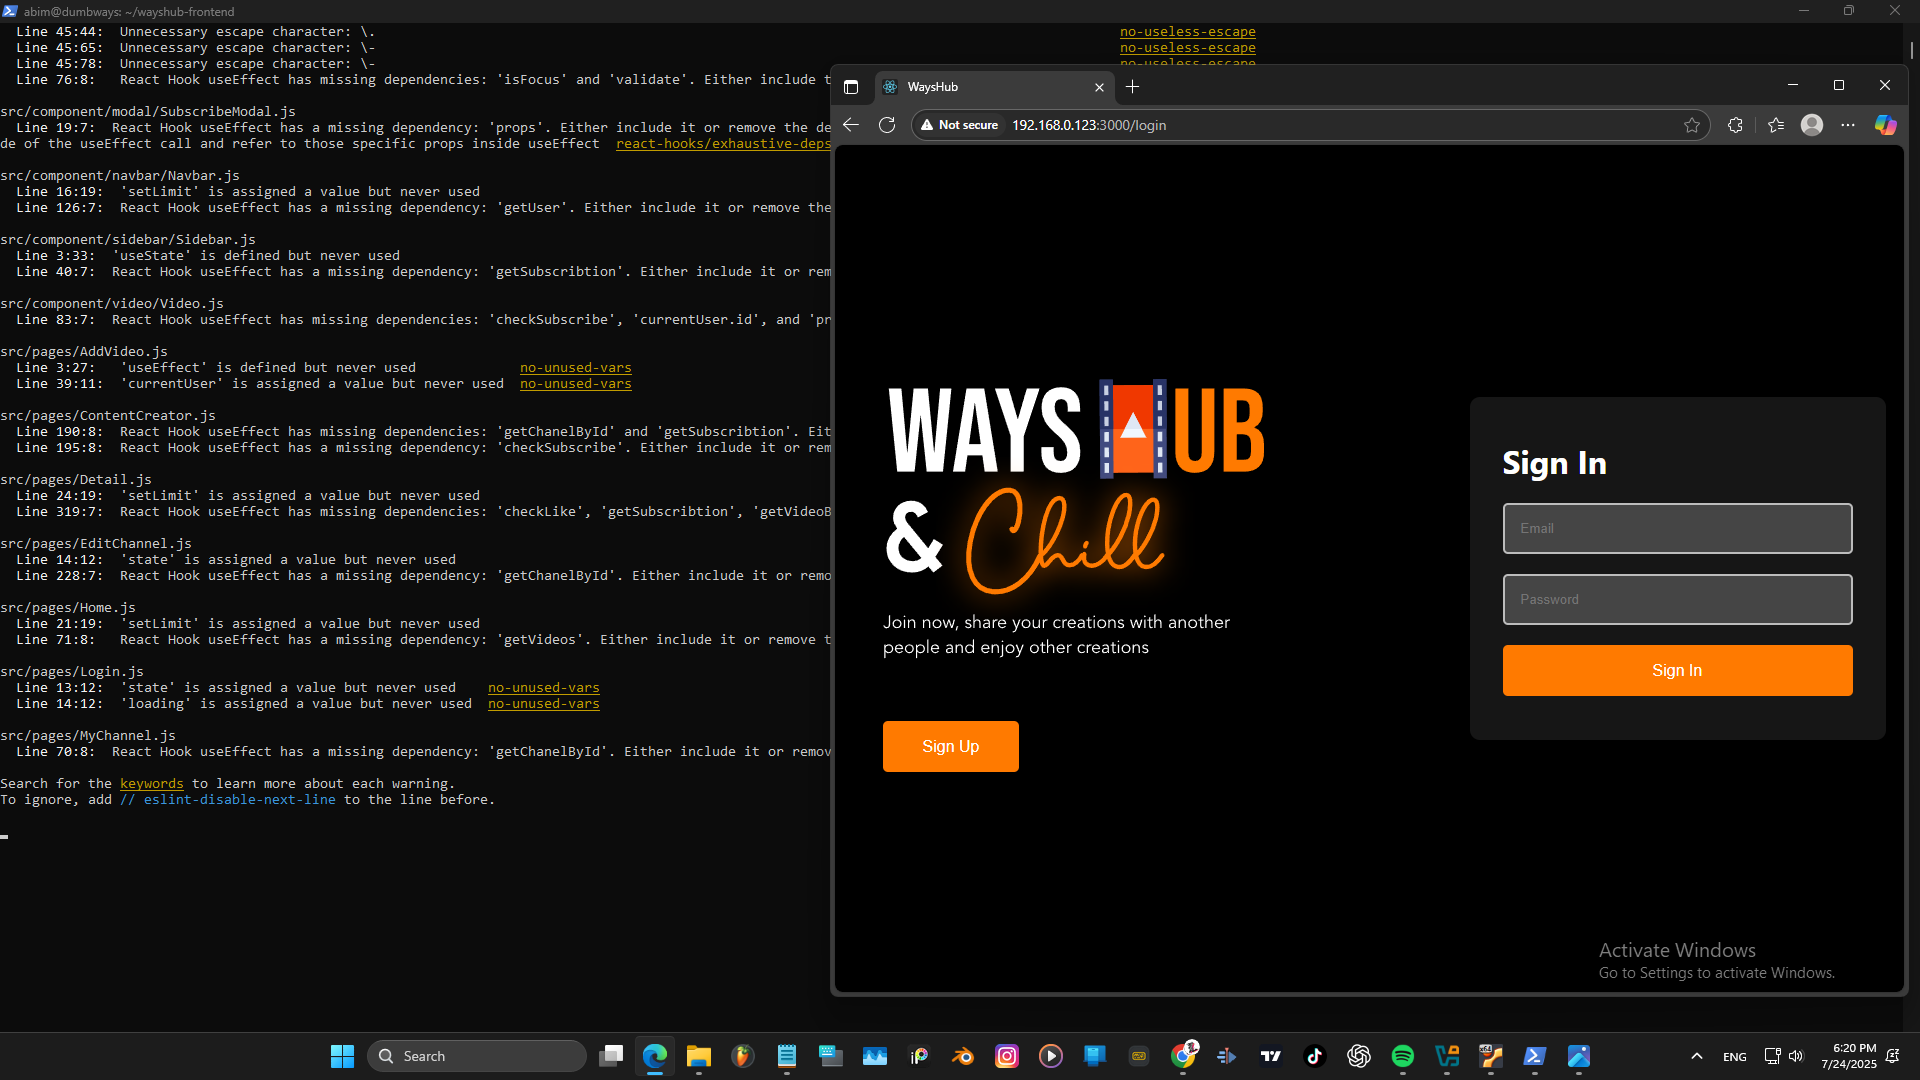 abim@dumbways: ~/wayshub-frontend
Line 45:44:  Unnecessary escape character: \.  no-useless-escape
Line 45:65:  Unnecessary escape character: \-  no-useless-escape
Line 45:78:  Unnecessary escape character: \-  no-useless-escape
Line 76:8:   React Hook useEffect has missing dependencies: 'isFocus' and 'validate'. Either include t
src/component/modal/SubscribeModal.js
Line 19:7:  React Hook useEffect has a missing dependency: 'props'. Either include it or remove the de
de of the useEffect call and refer to those specific props inside useEffect  react-hooks/exhaustive-deps
src/component/navbar/Navbar.js
Line 16:19:  'setLimit' is assigned a value but never used
Line 126:7:  React Hook useEffect has a missing dependency: 'getUser'. Either include it or remove the
src/component/sidebar/Sidebar.js
Line 3:33:  'useState' is defined but never used
Line 40:7:  React Hook useEffect has a missing dependency: 'getSubscribtion'. Either include it or rem
src/component/video/Video.js
Line 83:7:  React Hook useEffect has missing dependencies: 'checkSubscribe', 'currentUser.id', and 'pr
src/pages/AddVideo.js
Line 3:27:   'useEffect' is defined but never used  no-unused-vars
Line 39:11:  'currentUser' is assigned a value but never used  no-unused-vars
src/pages/ContentCreator.js
Line 190:8:  React Hook useEffect has missing dependencies: 'getChanelById' and 'getSubscribtion'. Eit
Line 195:8:  React Hook useEffect has a missing dependency: 'checkSubscribe'. Either include it or rem
src/pages/Detail.js
Line 24:19:  'setLimit' is assigned a value but never used
Line 319:7:  React Hook useEffect has missing dependencies: 'checkLike', 'getSubscribtion', 'getVideoB
src/pages/EditChannel.js
Line 14:12:  'state' is assigned a value but never used
Line 228:7:  React Hook useEffect has a missing dependency: 'getChanelById'. Either include it or remo
src/pages/Home.js
Line 21:19:  'setLimit' is assigned a value but never used
Line 71:8:   React Hook useEffect has a missing dependency: 'getVideos'. Either include it or remove t
src/pages/Login.js
Line 13:12:  'state' is assigned a value but never used  no-unused-vars
Line 14:12:  'loading' is assigned a value but never used  no-unused-vars
src/pages/MyChannel.js
Line 70:8:  React Hook useEffect has a missing dependency: 'getChanelById'. Either include it or remov
Search for the keywords to learn more about each warning.
To ignore, add // eslint-disable-next-line to the line before.
WaysHub
Not secure 192.168.0.123:3000/login
WAYS HUB
& Chill
Join now, share your creations with another
people and enjoy other creations
Sign Up
Sign In
Email
Password
Sign In
Activate Windows
Go to Settings to activate Windows.
Search
ENG
6:20 PM
7/24/2025